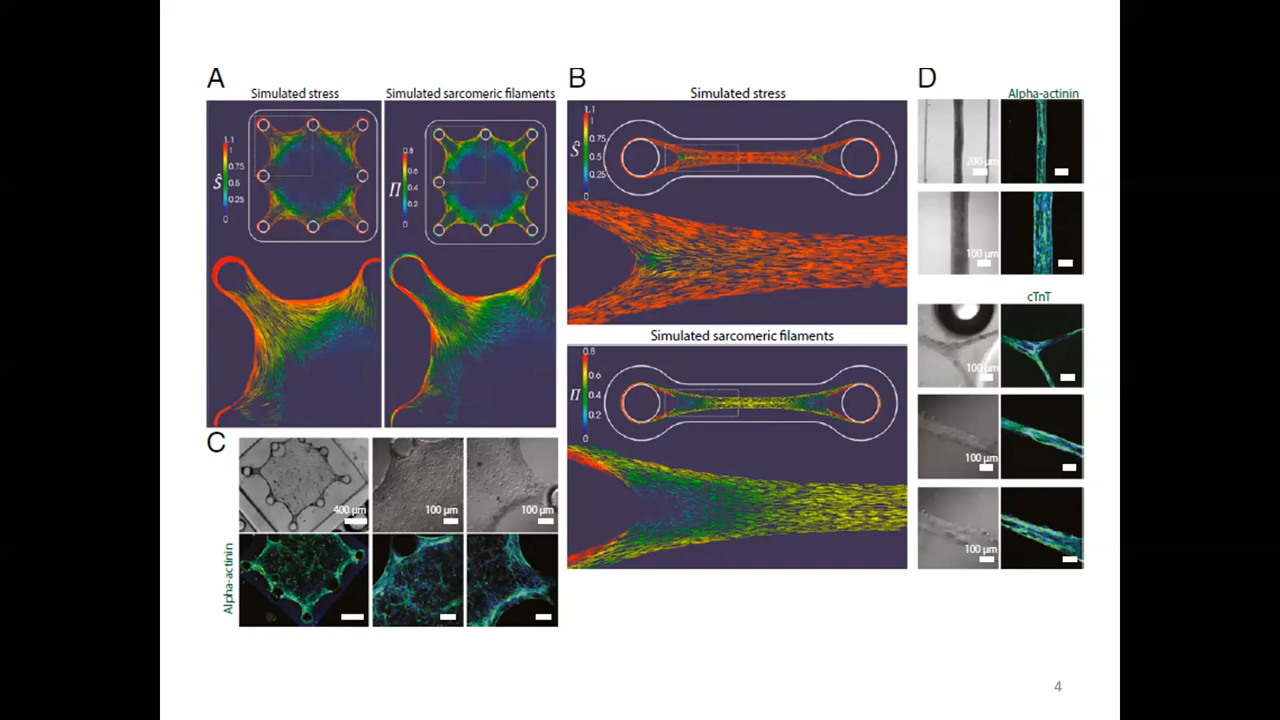 A
Simulated stress
Simulated sarcomeric filaments
1.1
1
0.75
0.5
0.25
0
Ŝ
0.8
0.6
0.4
0.2
0
Π
B
Simulated stress
1.1
1
0.75
0.5
0.25
0
Ŝ
Simulated sarcomeric filaments
0.8
0.6
0.4
0.2
0
Π
C
400 µm
100 µm
100 µm
Alpha-actinin
D
Alpha-actinin
200 µm
100 µm
cTnT
100 µm
100 µm
100 µm
4